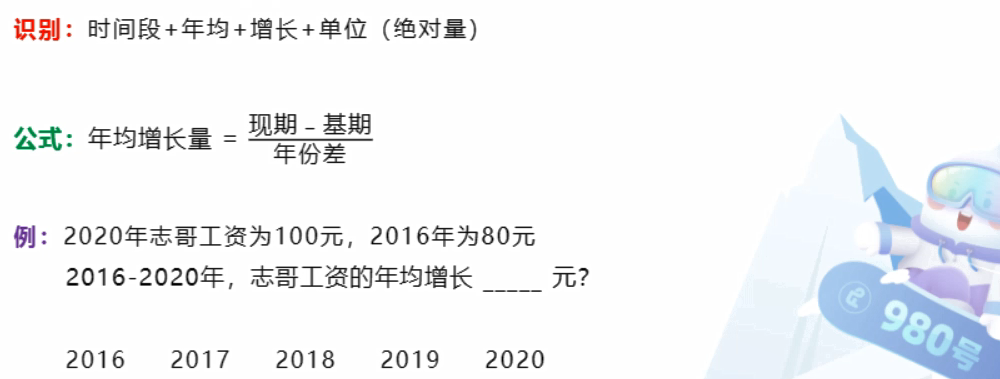 识别：时间段+年均+增长+单位（绝对量）
公式：年均增长量 = 现期 – 基期
年份差
例：2020年志哥工资为100元，2016年为80元
2016-2020年，志哥工资的年均增长 _____ 元？
2016 2017 2018 2019 2020
980号